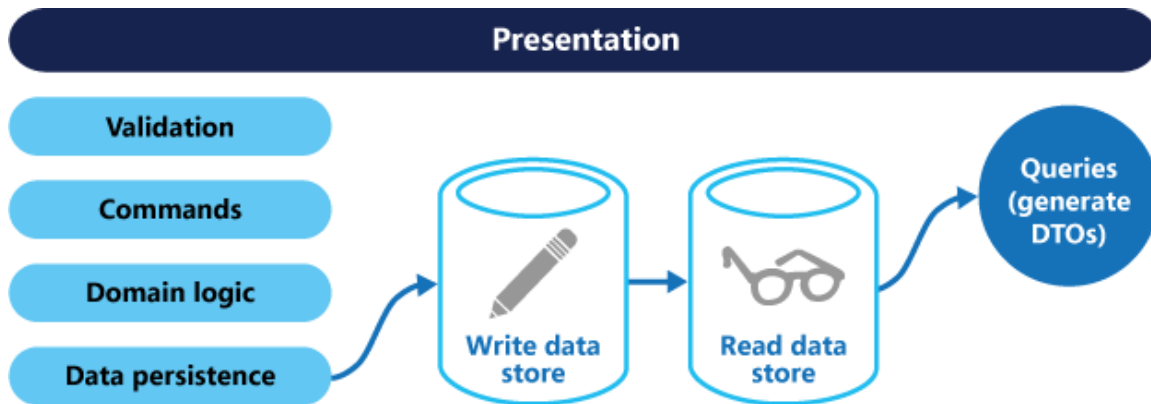 Presentation
Validation
Commands
Domain logic
Data persistence
Write data
store
Read data
store
Queries
(generate
DTOs)